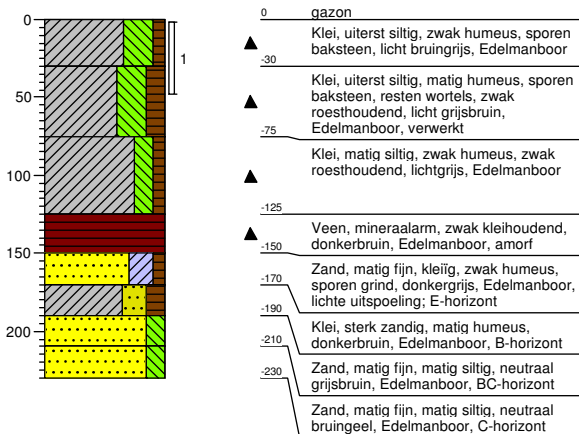 0
50
100
150
200
1
0 gazon
Klei, uiterst siltig, zwak humeus, sporen
baksteen, licht bruingrijs, Edelmanboor
-30
Klei, uiterst siltig, matig humeus, sporen
baksteen, resten wortels, zwak
roesthoudend, licht grijsbruin,
Edelmanboor, verwerkt
-75
Klei, matig siltig, zwak humeus, zwak
roesthoudend, lichtgrijs, Edelmanboor
-125
Veen, mineraalarm, zwak kleihoudend,
donkerbruin, Edelmanboor, amorf
-150
Zand, matig fijn, kleiïg, zwak humeus,
sporen grind, donkergrijs, Edelmanboor,
lichte uitspoeling; E-horizont
-170
Klei, sterk zandig, matig humeus,
donkerbruin, Edelmanboor, B-horizont
-190
Zand, matig fijn, matig siltig, neutraal
grijsbruin, Edelmanboor, BC-horizont
-210
Zand, matig fijn, matig siltig, neutraal
bruingeel, Edelmanboor, C-horizont
-230